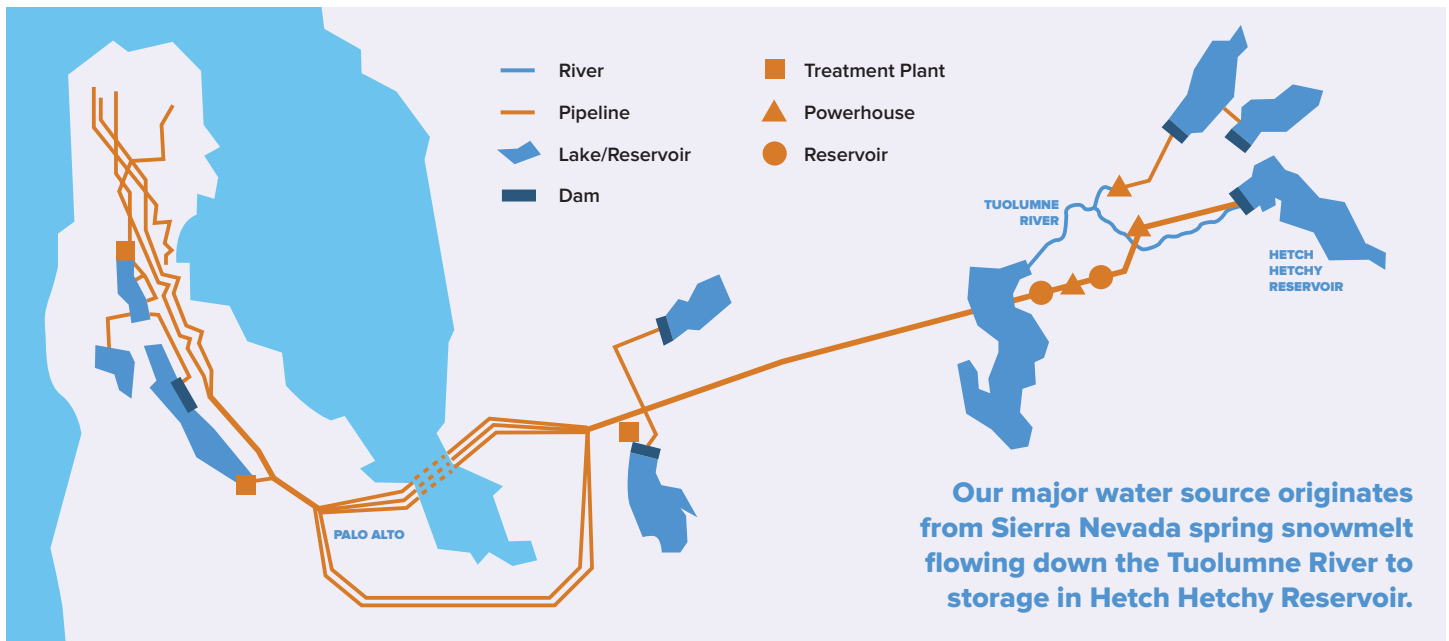 River
Pipeline
Lake/Reservoir
Dam
Treatment Plant
Powerhouse
Reservoir
TUOLUMNE
RIVER
HETCH
HETCHY
RESERVOIR
PALO ALTO
Our major water source originates
from Sierra Nevada spring snowmelt
flowing down the Tuolumne River to
storage in Hetch Hetchy Reservoir.